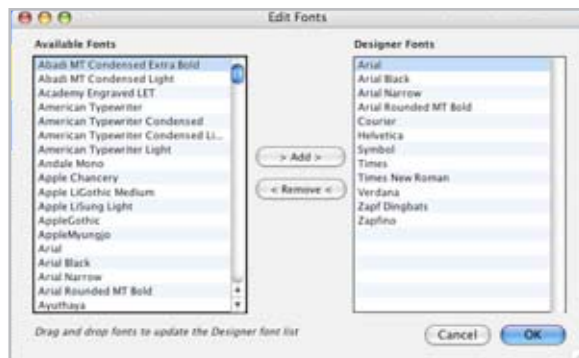 Edit Fonts
Available Fonts
Abadi MT Condensed Extra Bold
Abadi MT Condensed Light
Academy Engraved LET
American Typewriter
American Typewriter Condensed
American Typewriter Condensed Li...
American Typewriter Light
Andale Mono
Apple Chancery
Apple LiGothic Medium
Apple LiSung Light
AppleGothic
AppleMyungjo
Arial
Arial Black
Arial Narrow
Arial Rounded MT Bold
Ayuthaya
> Add >
< Remove <
Designer Fonts
Arial
Arial Black
Arial Narrow
Arial Rounded MT Bold
Courier
Helvetica
Symbol
Times
Times New Roman
Verdana
Zapf Dingbats
Zapfino
Drag and drop fonts to update the Designer font list
Cancel
OK